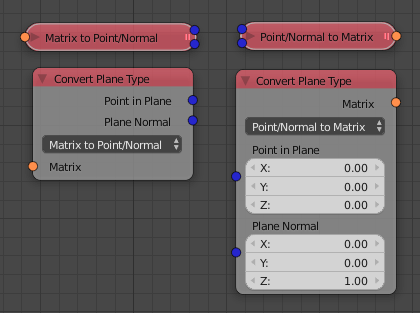 Matrix to Point/Normal
Convert Plane Type
Point in Plane
Plane Normal
Matrix to Point/Normal
Matrix
Point/Normal to Matrix
Convert Plane Type
Matrix
Point/Normal to Matrix
Point in Plane
X: 0.00
Y: 0.00
Z: 0.00
Plane Normal
X: 0.00
Y: 0.00
Z: 1.00